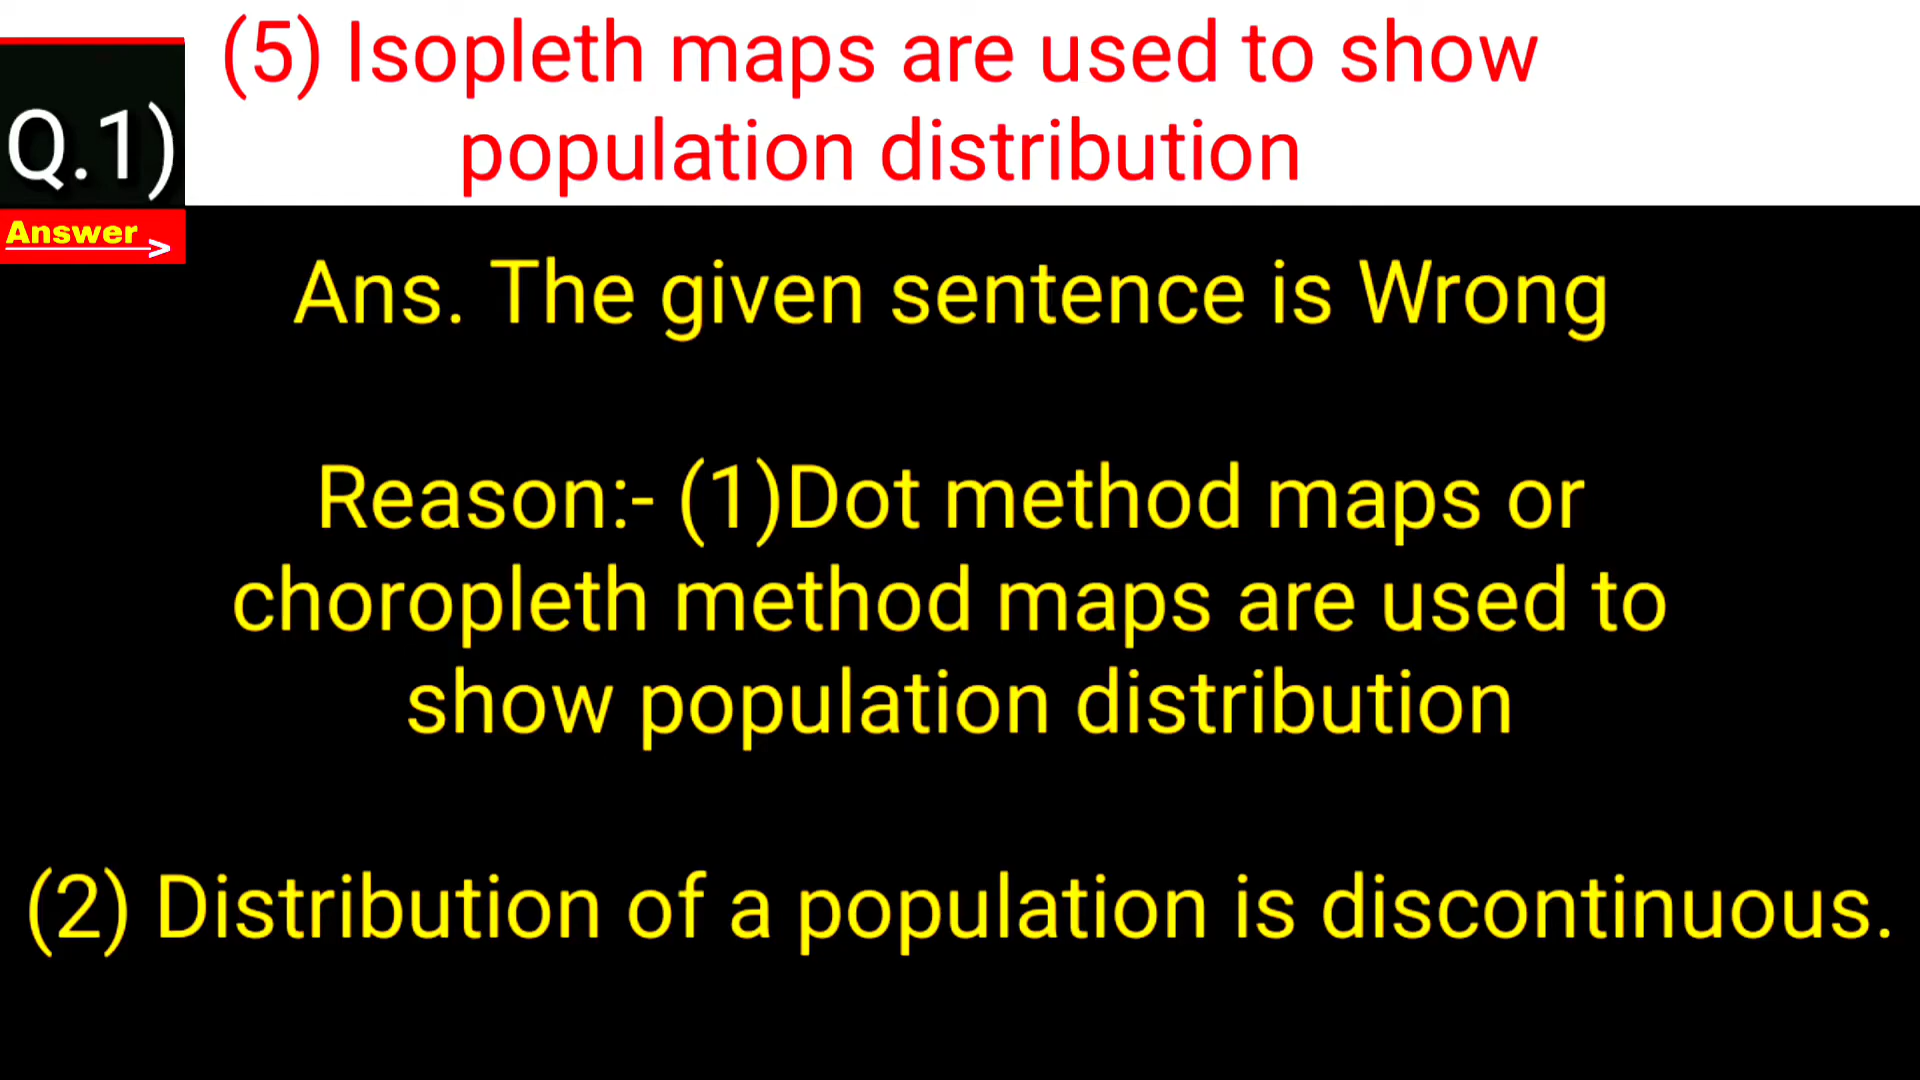 (5) Isopleth maps are used to show
population distribution
Q.1)
Answer
Ans. The given sentence is Wrong
Reason:- (1)Dot method maps or
choropleth method maps are used to
show population distribution
(2) Distribution of a population is discontinuous.